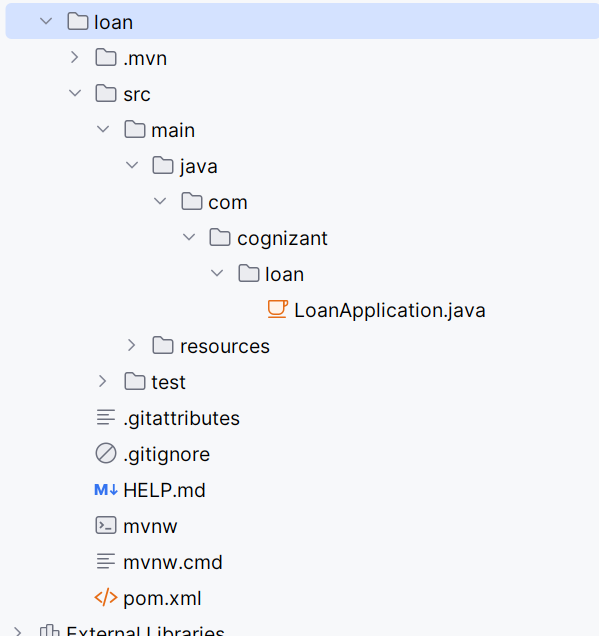 loan
.mvn
src
main
java
com
cognizant
loan
LoanApplication.java
resources
test
.gitattributes
.gitignore
M↓ HELP.md
mvnw
mvnw.cmd
</> pom.xml
External Libraries